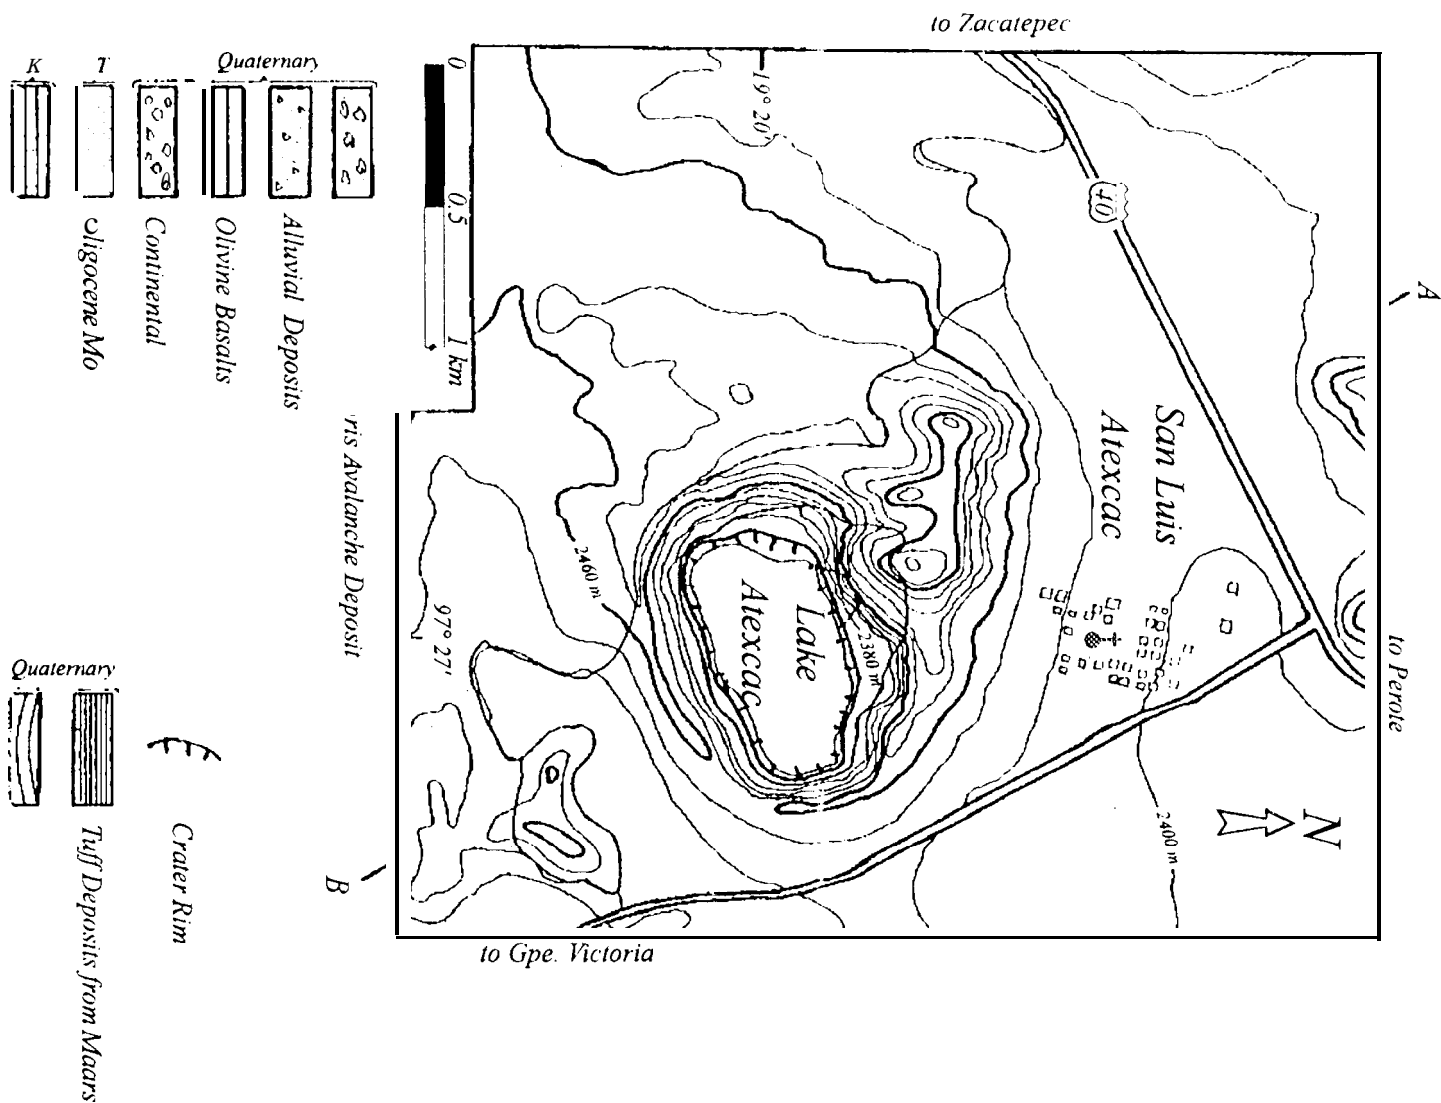 to Zacatepec
A
to Perote
40
19° 20'
San Luis
Atexcac
Lake
Atexcac
2380 m
2460 m
2400 m
N
97° 27'
B
to Gpe. Victoria
0 0.5 1 km
Quaternary
T
K
ris Avalanche Deposit
Alluvial Deposits
Olivine Basalts
Continental
Oligocene Mo
Crater Rim
Quaternary
Tuff Deposits from Maars